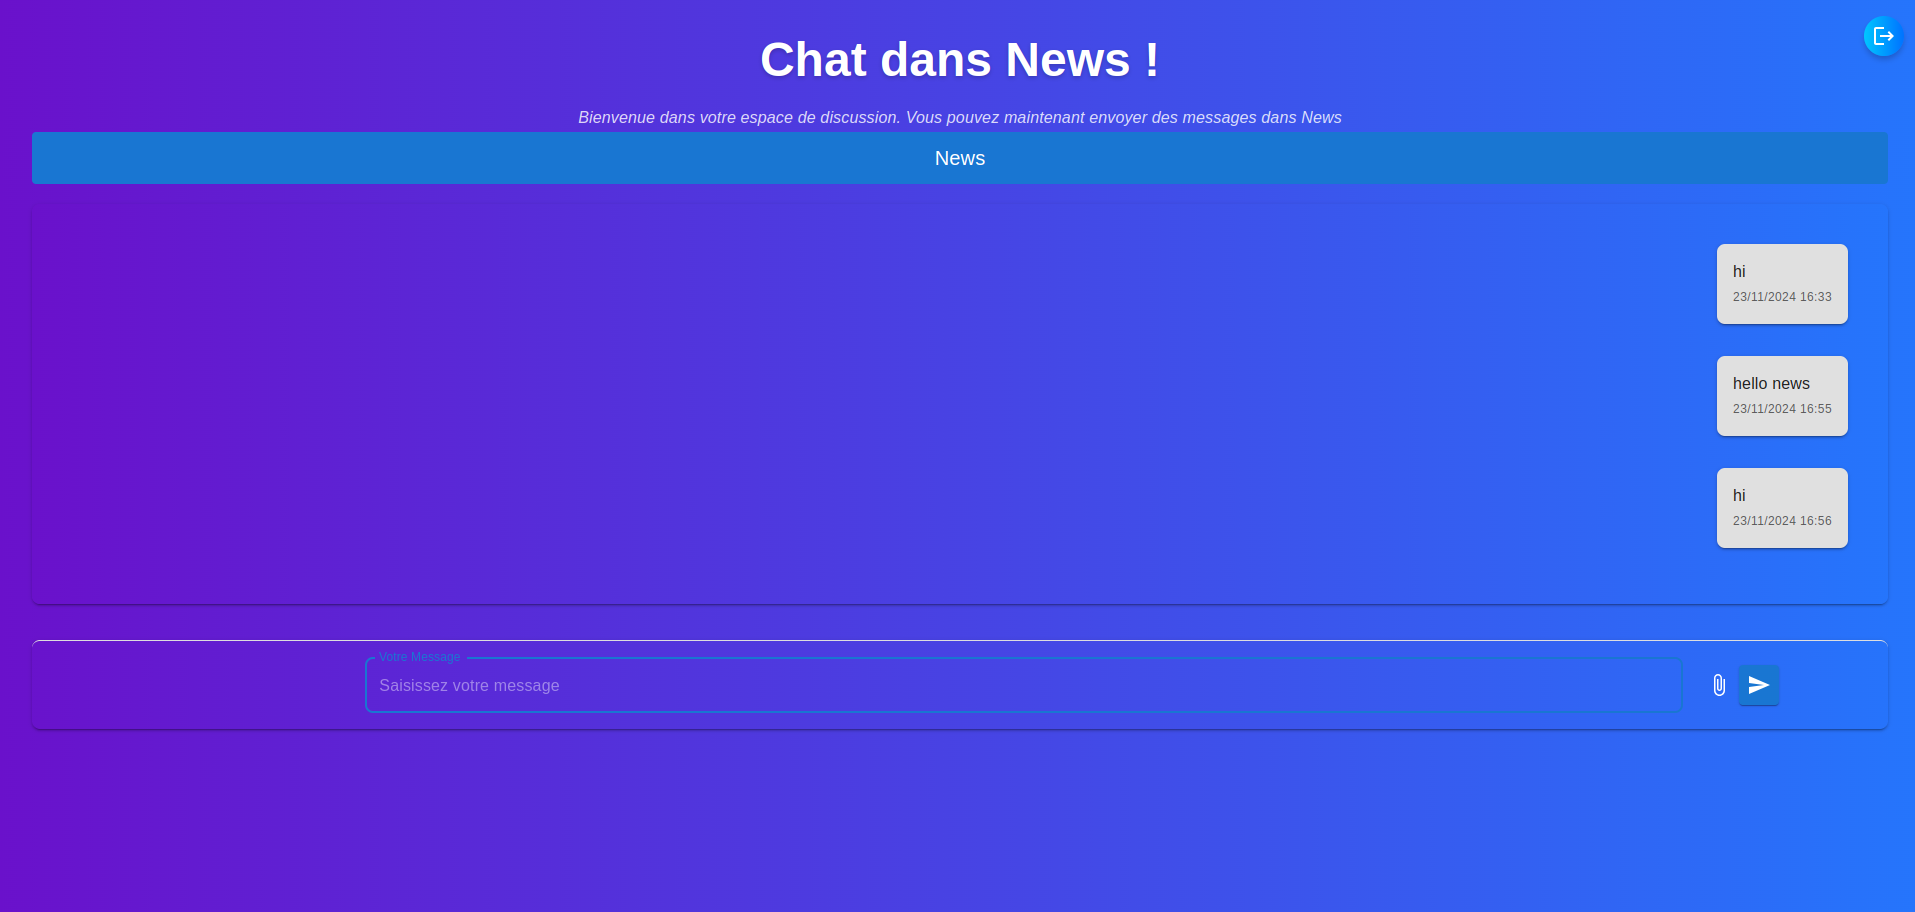 Chat dans News !
Bienvenue dans votre espace de discussion. Vous pouvez maintenant envoyer des messages dans News
News
hi
23/11/2024 16:33
hello news
23/11/2024 16:55
hi
23/11/2024 16:56
Votre Message
Saisissez votre message